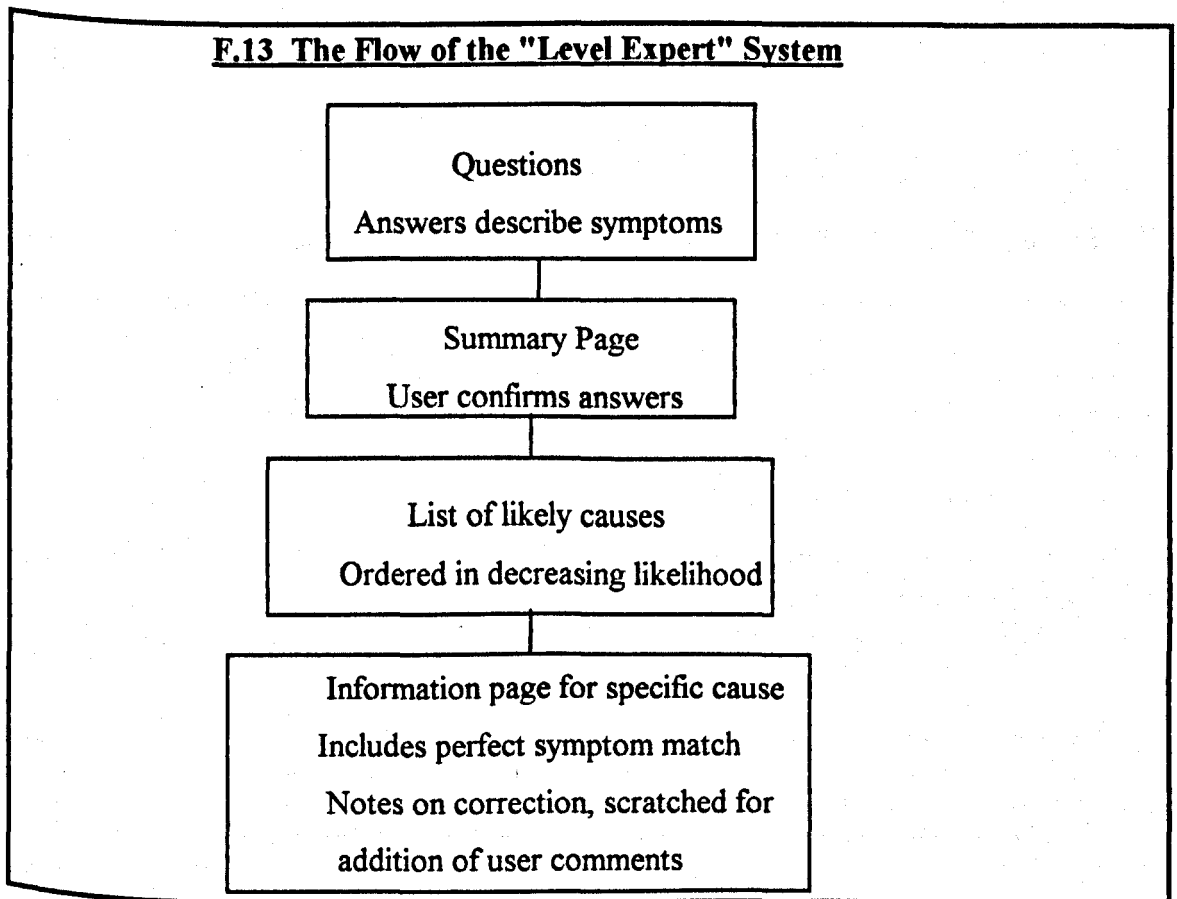 F.13 The Flow of the "Level Expert" System
Questions
Answers describe symptoms
Summary Page
User confirms answers
List of likely causes
Ordered in decreasing likelihood
Information page for specific cause
Includes perfect symptom match
Notes on correction, scratched for
addition of user comments